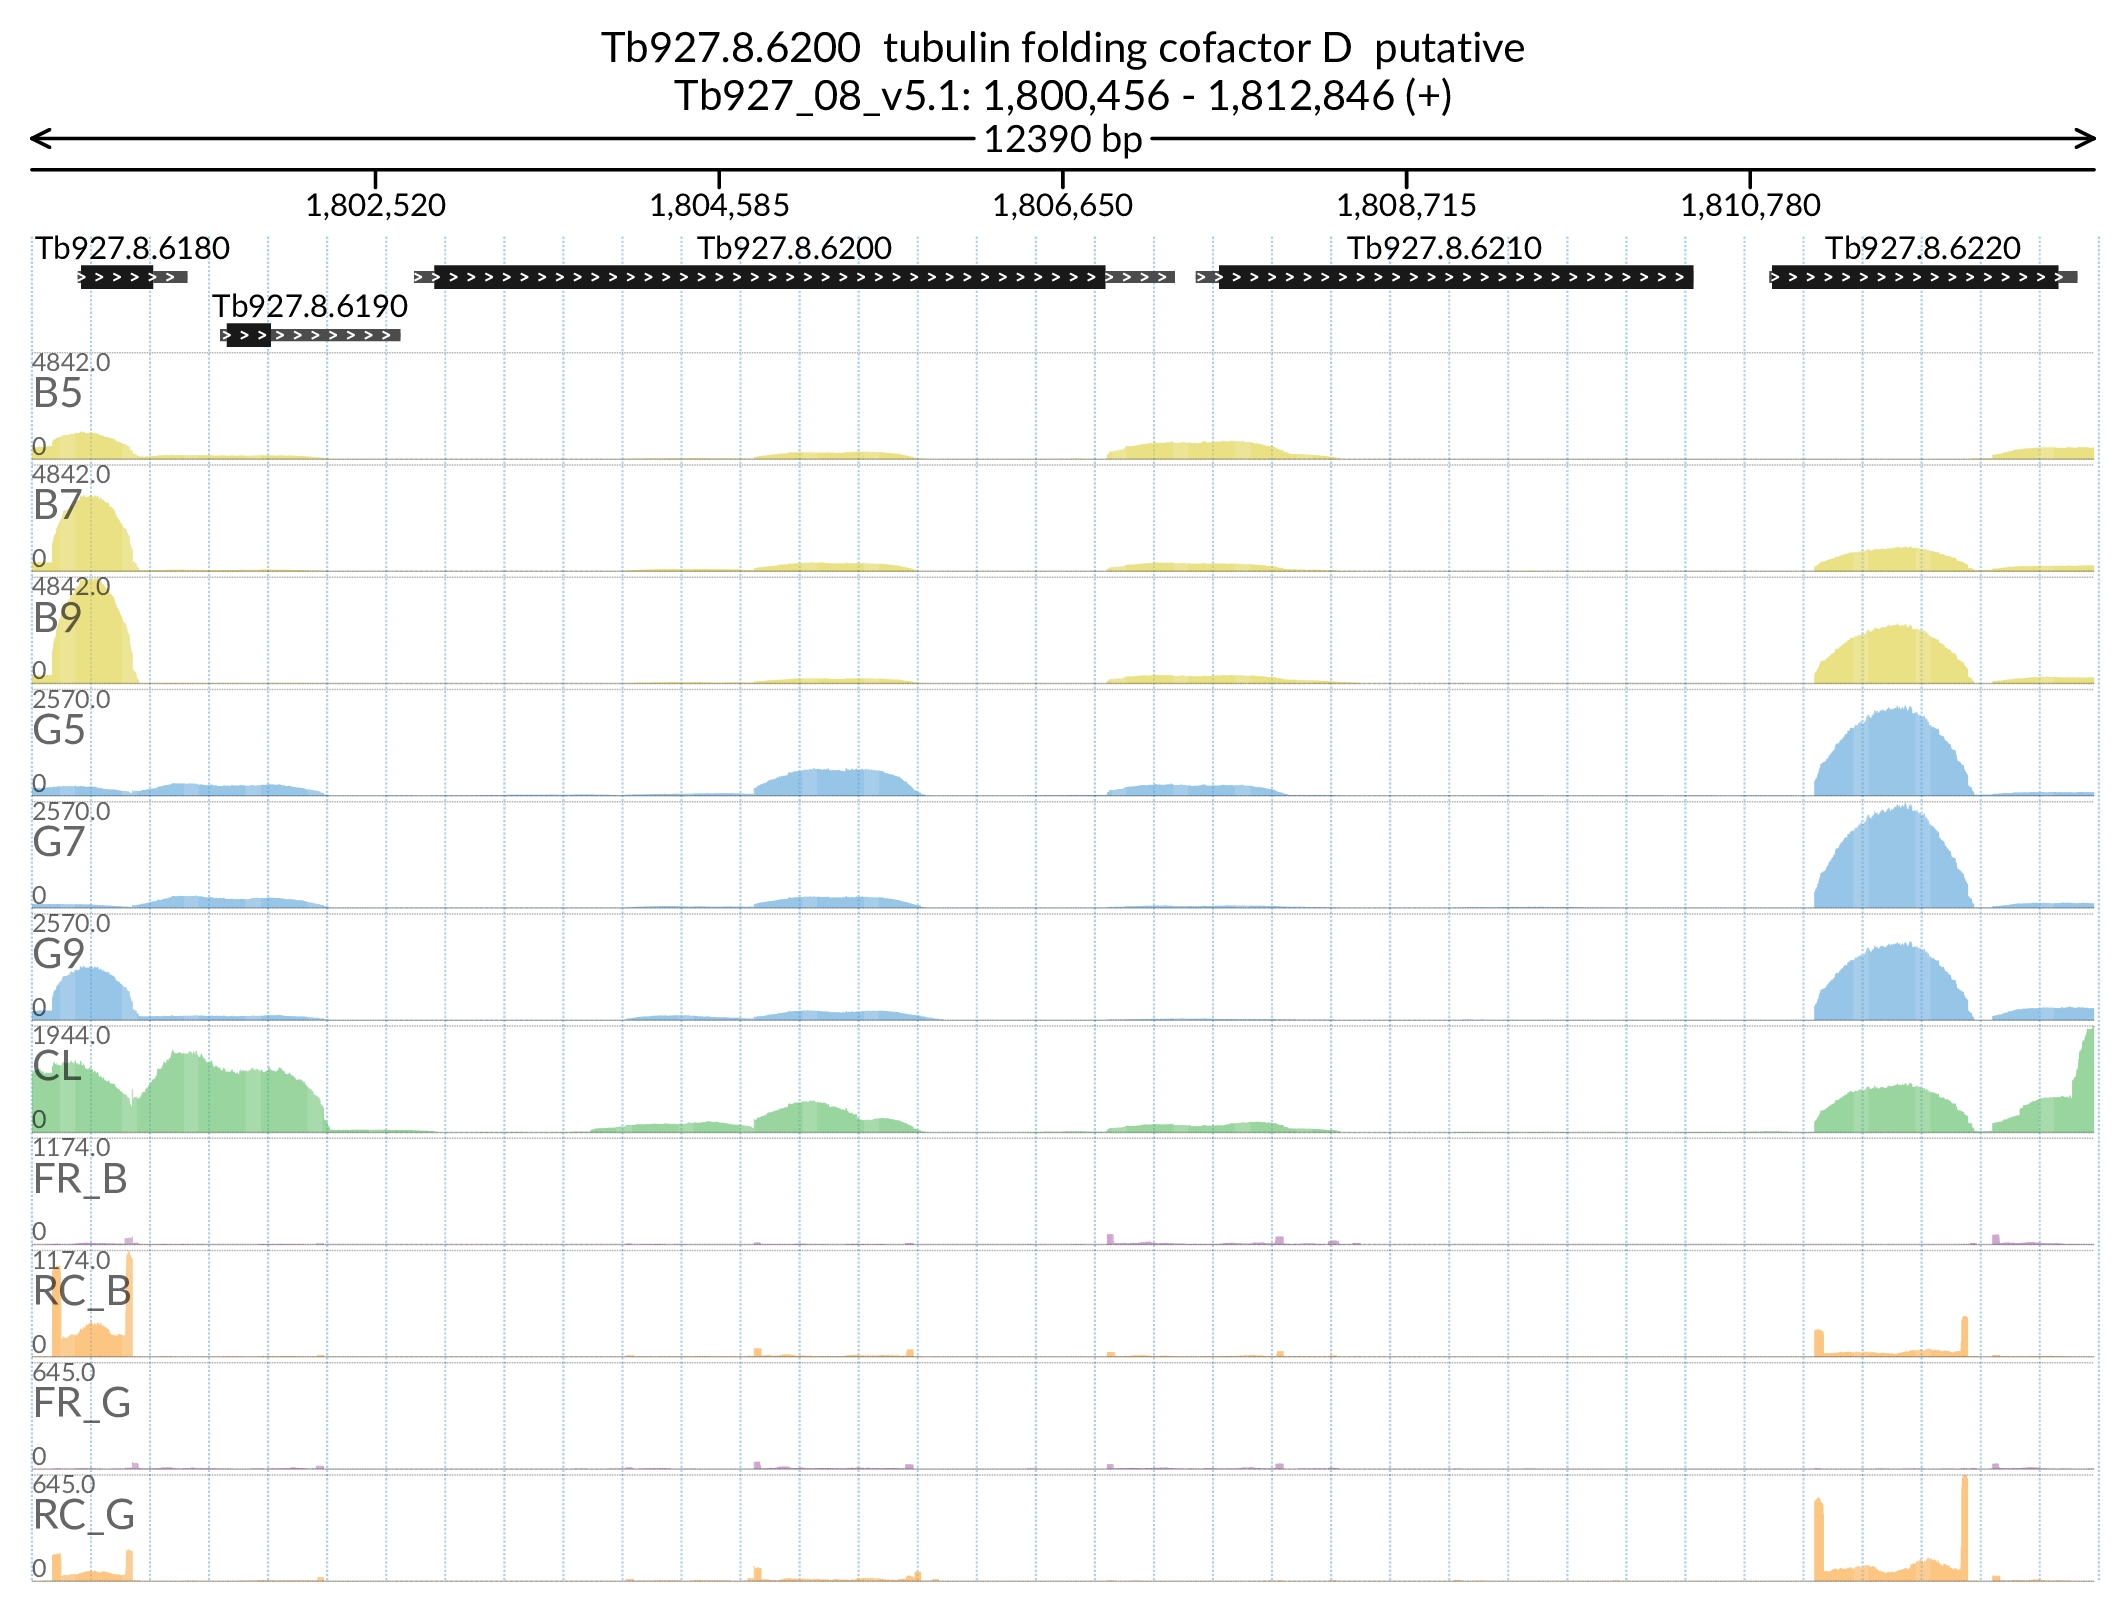 Tb927.8.6200  tubulin folding cofactor D  putative
Tb927_08_v5.1: 1,800,456 - 1,812,846 (+)
12390 bp
1,802,520 1,804,585 1,806,650 1,808,715 1,810,780
Tb927.8.6180 Tb927.8.6200 Tb927.8.6210 Tb927.8.6220
Tb927.8.6190
4842.0
B5
0
4842.0
B7
0
4842.0
B9
0
2570.0
G5
0
2570.0
G7
0
2570.0
G9
0
1944.0
CL
0
1174.0
FR_B
0
1174.0
RC_B
0
645.0
FR_G
0
645.0
RC_G
0